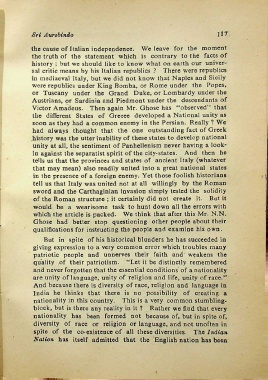 Sri Aurobindo 117
the cause of Italian independence. We leave for the moment
the truth of the statement which is contrary to the facts of
history; but we should like to know what on earth our univer-
sal critic means by his Italian republics? There were republics
in mediaeval Italy, but we did not know that Naples and Sicily
were republics under King Bomba, or Rome under the Popes,
or Tuscany under the Grand Duke, or Lombardy under the
Austrians, or Sardinia and Piedmont under the descendants of
Victor Amadeus. Then again Mr. Ghose has "observed" that
the different States of Greece developed a National unity as
soon as they had a common enemy in the Persian. Really? We
had always thought that the one outstanding fact of Greek
history was the utter inability of these states to develop national
unity at all, the sentiment of Panhellenism never having a look-
in against the separatist spirit of the city-states. And then he
tells us that the provinces and states of ancient Italy (whatever
that may mean) also readily united into a great national states
in the presence of a foreign enemy. Yet those foolish historians
tell us that Italy was united not at all willingly by the Roman
sword and the Carthaginian invasion simply tested the solidity
of the Roman structure; it certainly did not create it. But it
would be a wearisome task to hunt down all the errors with
which the article is packed. We think that after this Mr. N.N.
Ghose had better stop questioning other people about their
qualifications for instructing the people and examine his own.
But in spite of his historical blunders he has succeeded in
giving expression to a very common error which troubles many
patriotic people and unnerves their faith and weakens the
quality of their patriotism. "Let it be distinctly remembered
and never forgotten that the essential conditions of a nationality
are unity of language, unity of religion and life, unity of race."
And because there is diversity of race, religion and language in
India he thinks that there is no possibility of creating a
nationality in this country. This is a very common stumbling-
block, but is there any reality in it? Rather we find that every
nationality has been formed not because of, but in spite of,
diversity of race or religion or language, and not unoften in
spite of the co-existence of all these diversities. The Indian
Nation has itself admitted that the English nation has been